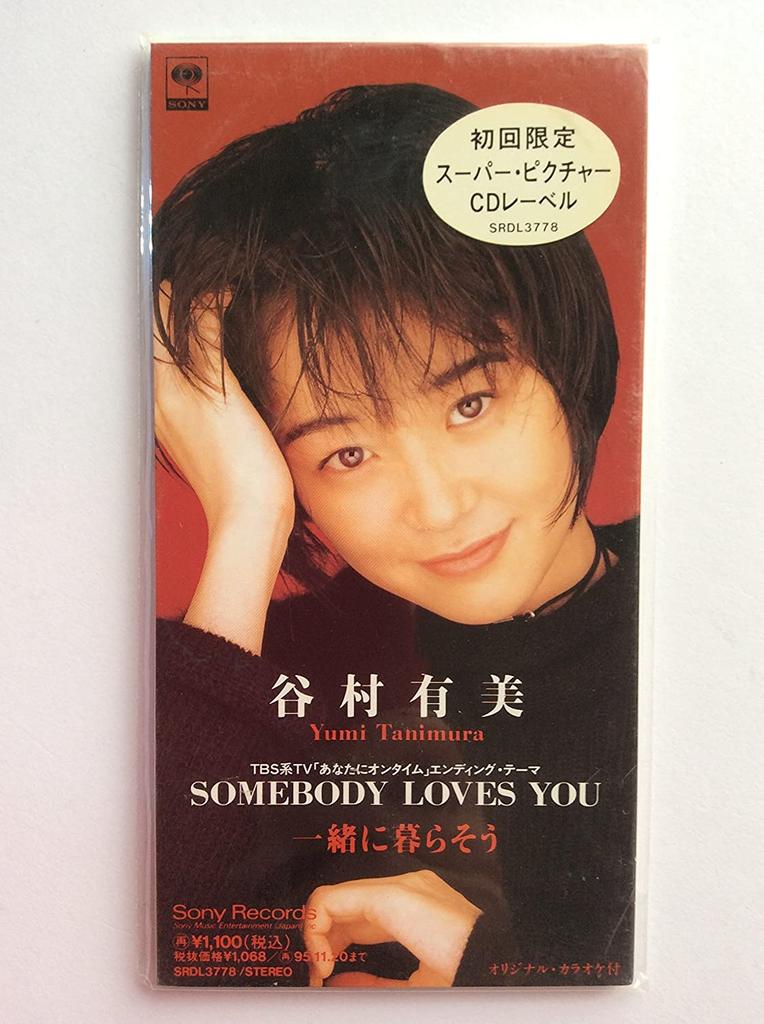 SONY
初回限定
スーパー・ピクチャー
CDレーベル
SRDL3778
谷村有美
Yumi Tanimura
TBS系TV「あなたにオンタイム」エンディング・テーマ
SOMEBODY LOVES YOU
一緒に暮らそう
Sony Records
Sony Music Entertainment (Japan) Inc
再¥1,100(税込)
税抜価格¥1,068/再95.11.20まで
SRDL3778/STEREO
オリジナル・カラオケ付